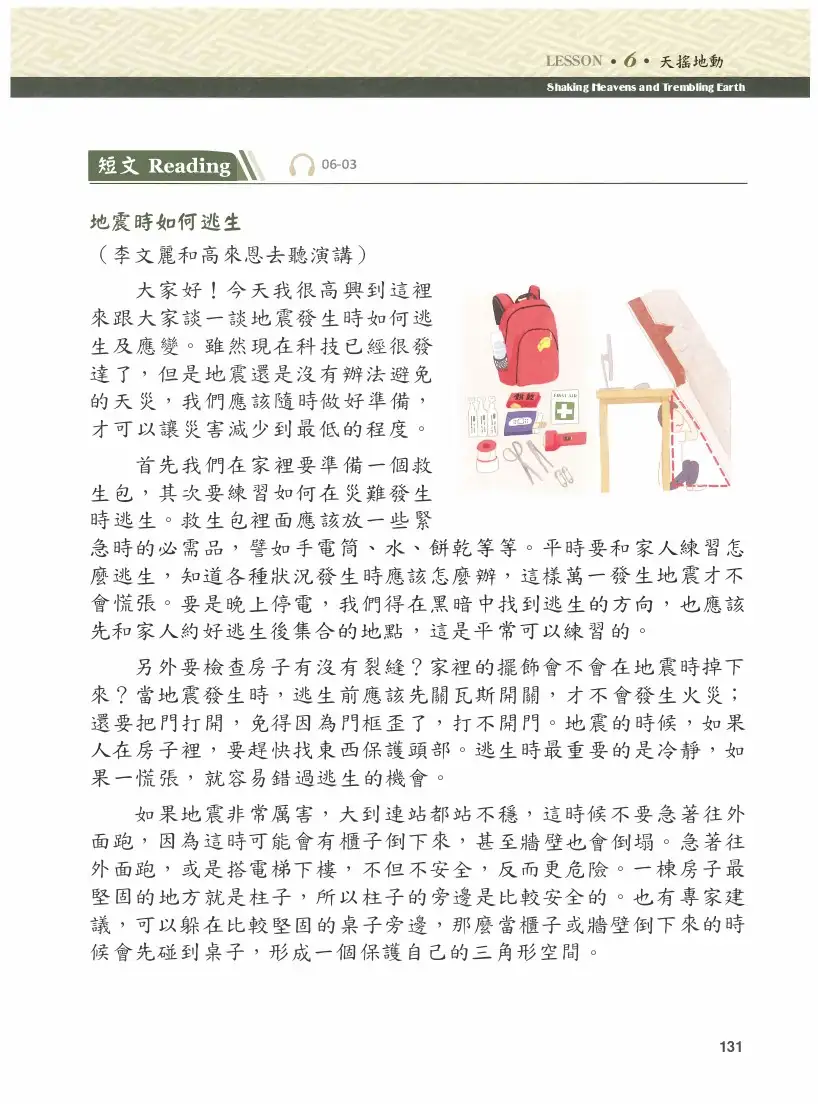 LESSON • 6 • 天搖地動
Shaking Heavens and Trembling Earth
短文 Reading
06-03
地震時如何逃生
（李文麗和高來恩去聽演講）
大家好！今天我很高興到這裡
來跟大家談一談地震發生時如何逃
生及應變。雖然現在科技已經很發
達了，但是地震還是沒有辦法避免
的天災，我們應該隨時做好準備，
才可以讓災害減少到最低的程度。
首先我們在家裡要準備一個救
生包，其次要練習如何在災難發生
時逃生。救生包裡面應該放一些緊
急時的必需品，譬如手電筒、水、餅乾等等。平時要和家人練習怎
麼逃生，知道各種狀況發生時應該怎麼辦，這樣萬一發生地震才不
會慌張。要是晚上停電，我們得在黑暗中找到逃生的方向，也應該
先和家人約好逃生後集合的地點，這是平常可以練習的。
另外要檢查房子有沒有裂縫？家裡的擺飾會不會在地震時掉下
來？當地震發生時，逃生前應該先關瓦斯開關，才不會發生火災；
還要把門打開，免得因為門框歪了，打不開門。地震的時候，如果
人在房子裡，要趕快找東西保護頭部。逃生時最重要的是冷靜，如
果一慌張，就容易錯過逃生的機會。
如果地震非常厲害，大到連站都站不穩，這時候不要急著往外
面跑，因為這時可能會有櫃子倒下來，甚至牆壁也會倒塌。急著往
外面跑，或是搭電梯下樓，不但不安全，反而更危險。一棟房子最
堅固的地方就是柱子，所以柱子的旁邊是比較安全的。也有專家建
議，可以躲在比較堅固的桌子旁邊，那麼當櫃子或牆壁倒下來的時
候會先碰到桌子，形成一個保護自己的三角形空間。
FIRST AID
131